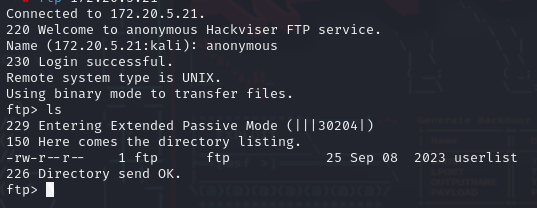 Connected to 172.20.5.21.
220 Welcome to anonymous Hackviser FTP service.
Name (172.20.5.21:kali): anonymous
230 Login successful.
Remote system type is UNIX.
Using binary mode to transfer files.
ftp> ls
229 Entering Extended Passive Mode (|||30204|)
150 Here comes the directory listing.
-rw-r--r--    1 ftp      ftp            25 Sep 08  2023 userlist
226 Directory send OK.
ftp>